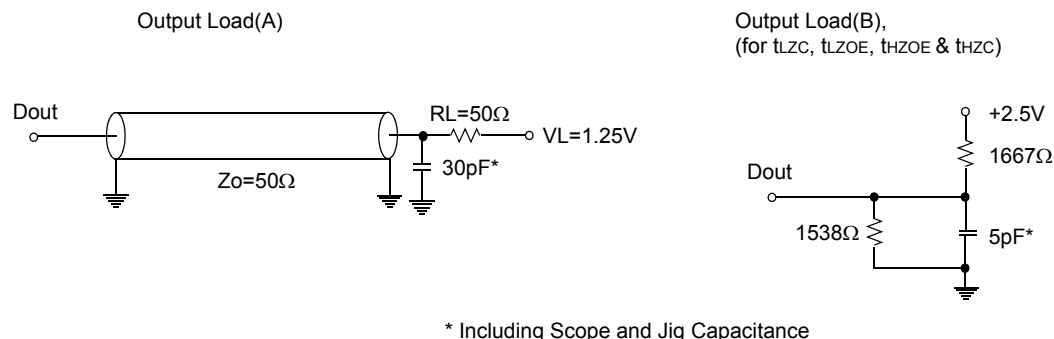 Output Load(A)
Dout
Zo=50Ω
RL=50Ω
30pF*
VL=1.25V
Output Load(B),
(for tLZC, tLZOE, tHZOE & tHZC)
Dout
+2.5V
1667Ω
1538Ω
5pF*
* Including Scope and Jig Capacitance